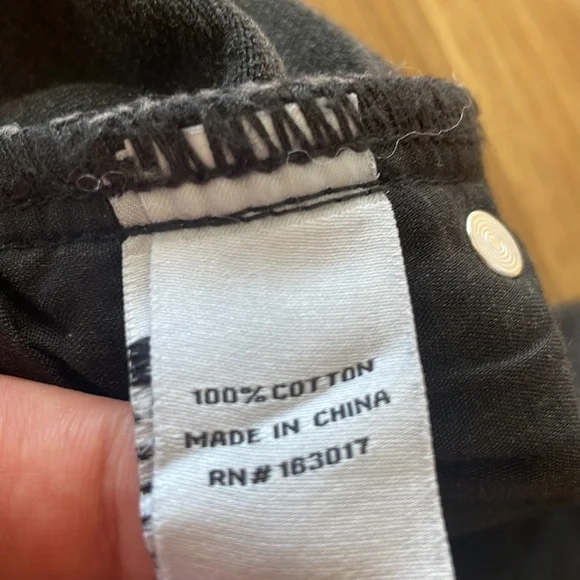 100% COTTON
MADE IN CHINA
RN# 163017